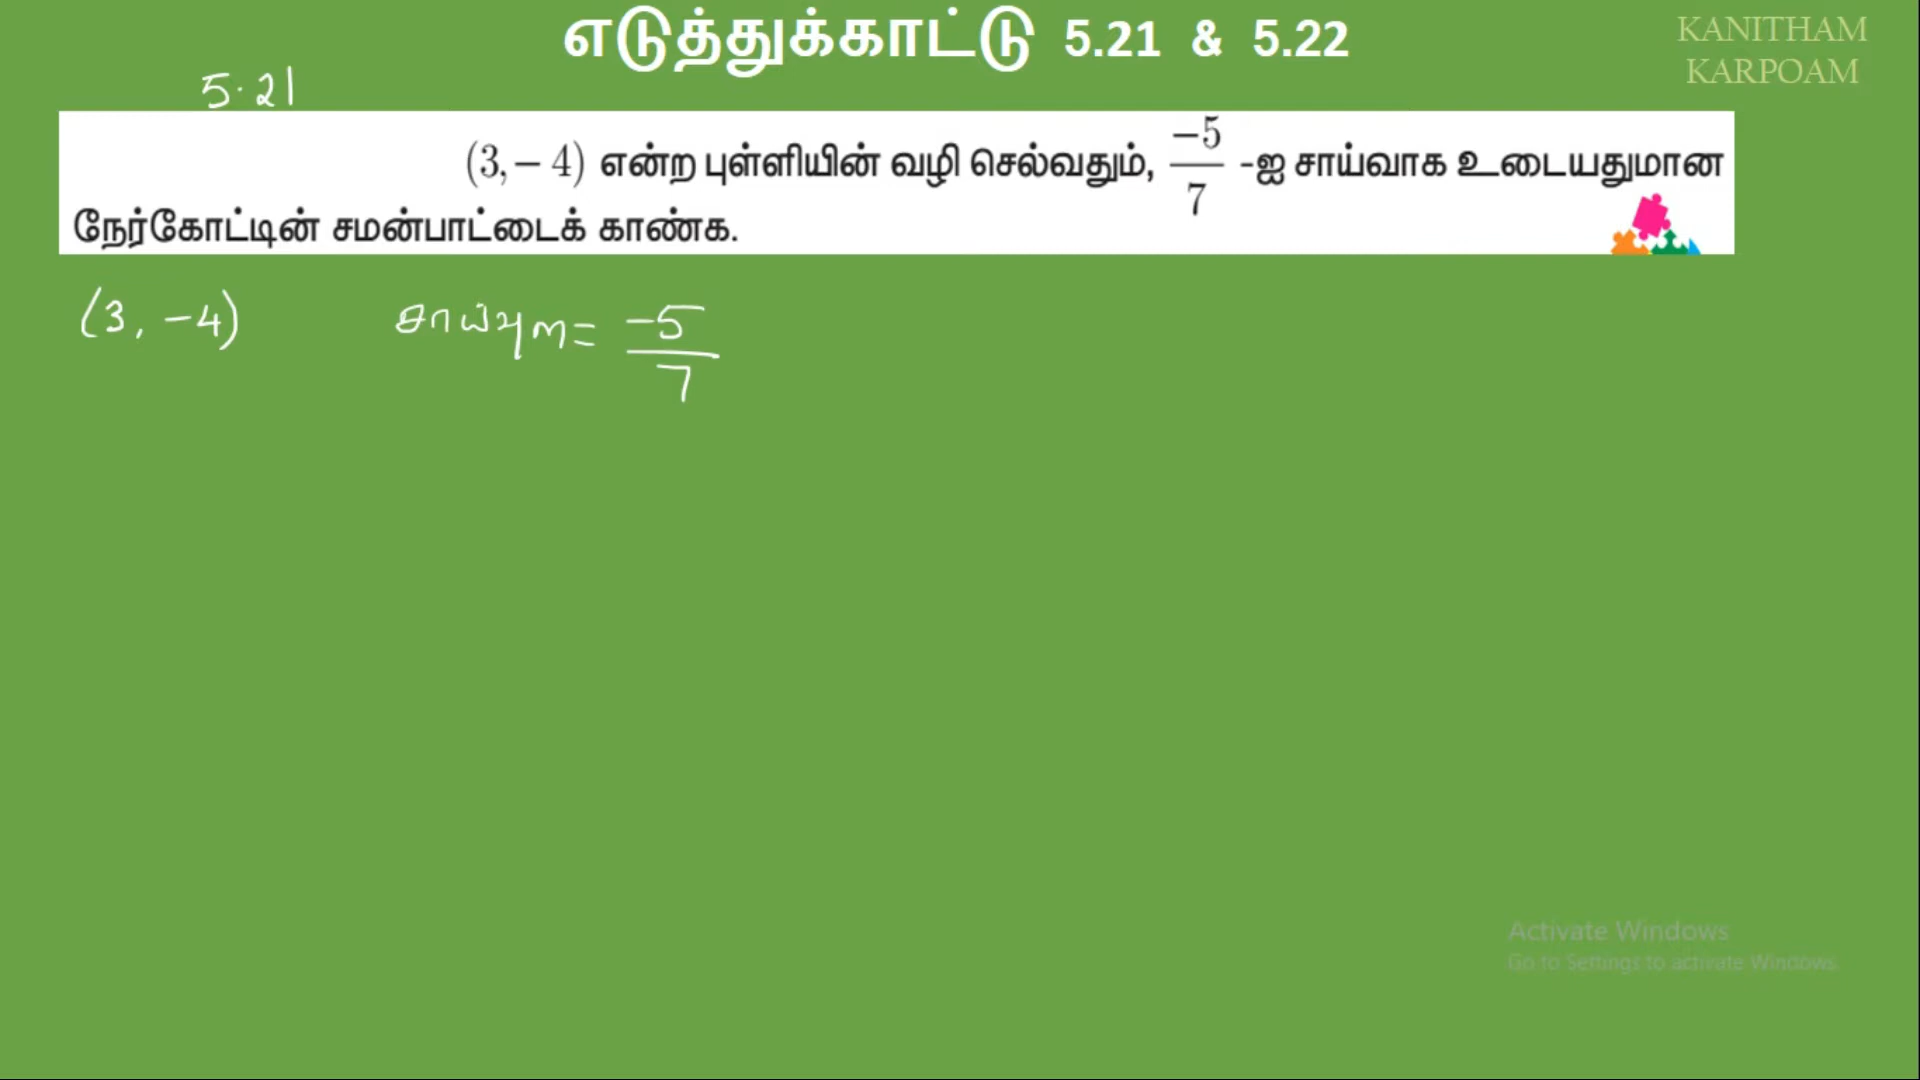 எடுத்துக்காட்டு 5.21 & 5.22
KANITHAM
KARPOAM
5.21
(3, – 4) என்ற புள்ளியின் வழி செல்வதும், −5/7 -ஐ சாய்வாக உடையதுமான
நேர்கோட்டின் சமன்பாட்டைக் காண்க.
(3, -4) சாய்வு m = -5/7
Activate Windows
Go to Settings to activate Windows.